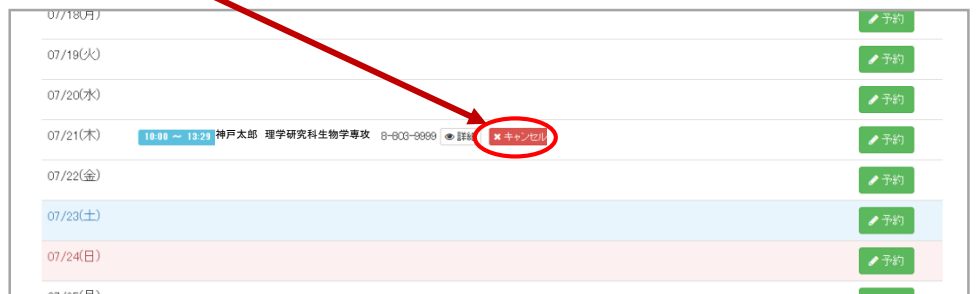 07/18(月) 予約
07/19(火) 予約
07/20(水) 予約
07/21(木) 10:00 ～ 13:29 神戸太郎 理学研究科生物学専攻 8-803-9999 詳細 キャンセル 予約
07/22(金) 予約
07/23(土) 予約
07/24(日) 予約